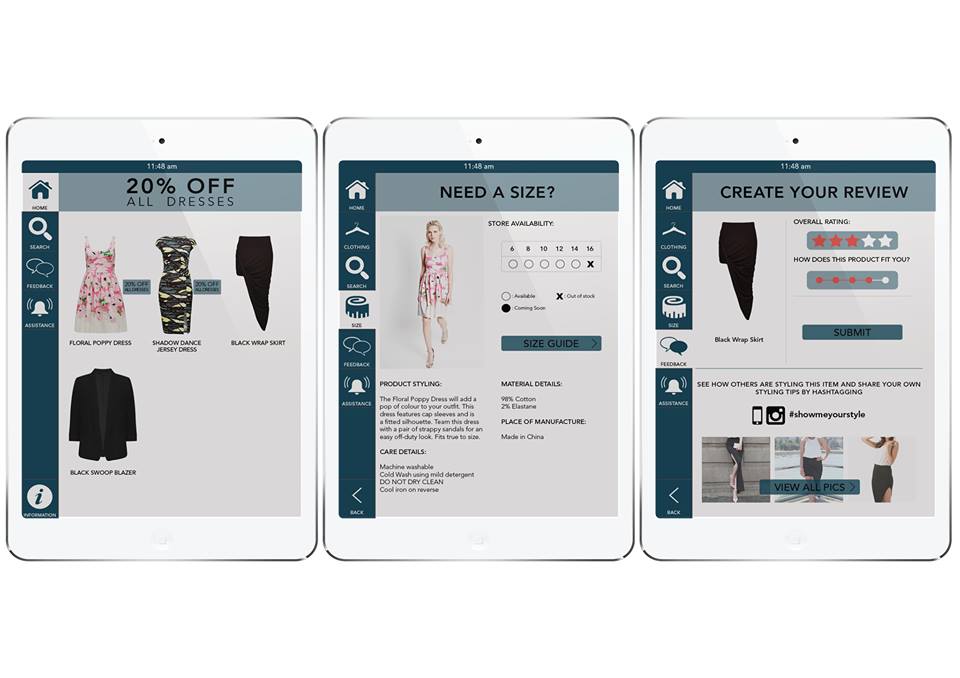 11:48 am
20% OFF
ALL DRESSES
HOME
SEARCH
FEEDBACK
ASSISTANCE
INFORMATION
20% OFF
ALL DRESSES
20% OFF
ALL DRESSES
FLORAL POPPY DRESS
SHADOW DANCE
JERSEY DRESS
BLACK WRAP SKIRT
BLACK SWOOP BLAZER
11:48 am
NEED A SIZE?
HOME
CLOTHING
SEARCH
SIZE
FEEDBACK
ASSISTANCE
BACK
STORE AVAILABILITY:
6 8 10 12 14 16
X
: Available
X : Out of stock
: Coming Soon
SIZE GUIDE
PRODUCT STYLING:
The Floral Poppy Dress will add a
pop of colour to your outfit. This
dress features cap sleeves and is
a fitted silhouette. Team this dress
with a pair of strappy sandals for an
easy off-duty look. Fits true to size.
CARE DETAILS:
Machine washable
Cold Wash using mild detergent
DO NOT DRY CLEAN
Cool iron on reverse
MATERIAL DETAILS:
98% Cotton
2% Elastane
PLACE OF MANUFACTURE:
Made in China
11:48 am
CREATE YOUR REVIEW
HOME
CLOTHING
SEARCH
SIZE
FEEDBACK
ASSISTANCE
BACK
Black Wrap Skirt
OVERALL RATING:
HOW DOES THIS PRODUCT FIT YOU?
SUBMIT
SEE HOW OTHERS ARE STYLING THIS ITEM AND SHARE YOUR OWN
STYLING TIPS BY HASHTAGGING
#showmeyourstyle
VIEW ALL PICS